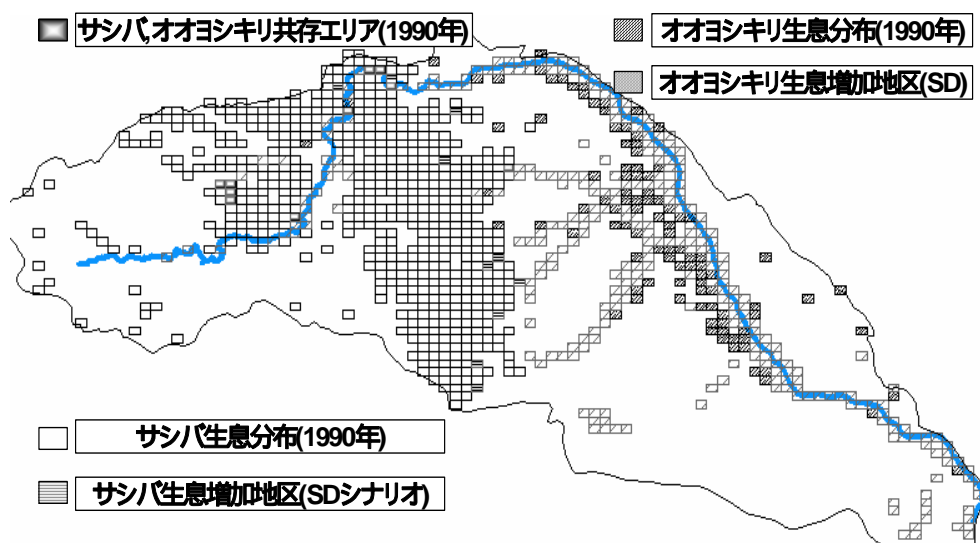 サシバ,オオヨシキリ共存エリア(1990年)
オオヨシキリ生息分布(1990年)
オオヨシキリ生息増加地区(SD)
サシバ生息分布(1990年)
サシバ生息増加地区(SDシナリオ)